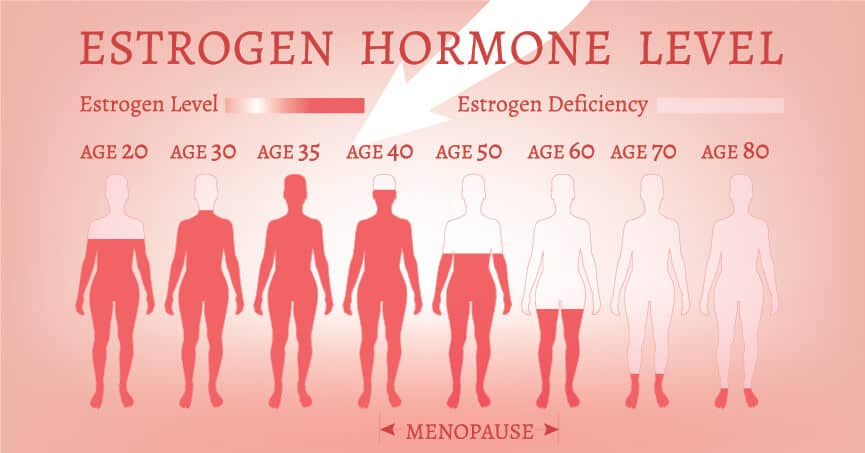 ESTROGEN HORMONE LEVEL
Estrogen Level Estrogen Deficiency
AGE 20 AGE 30 AGE 35 AGE 40 AGE 50 AGE 60 AGE 70 AGE 80
MENOPAUSE